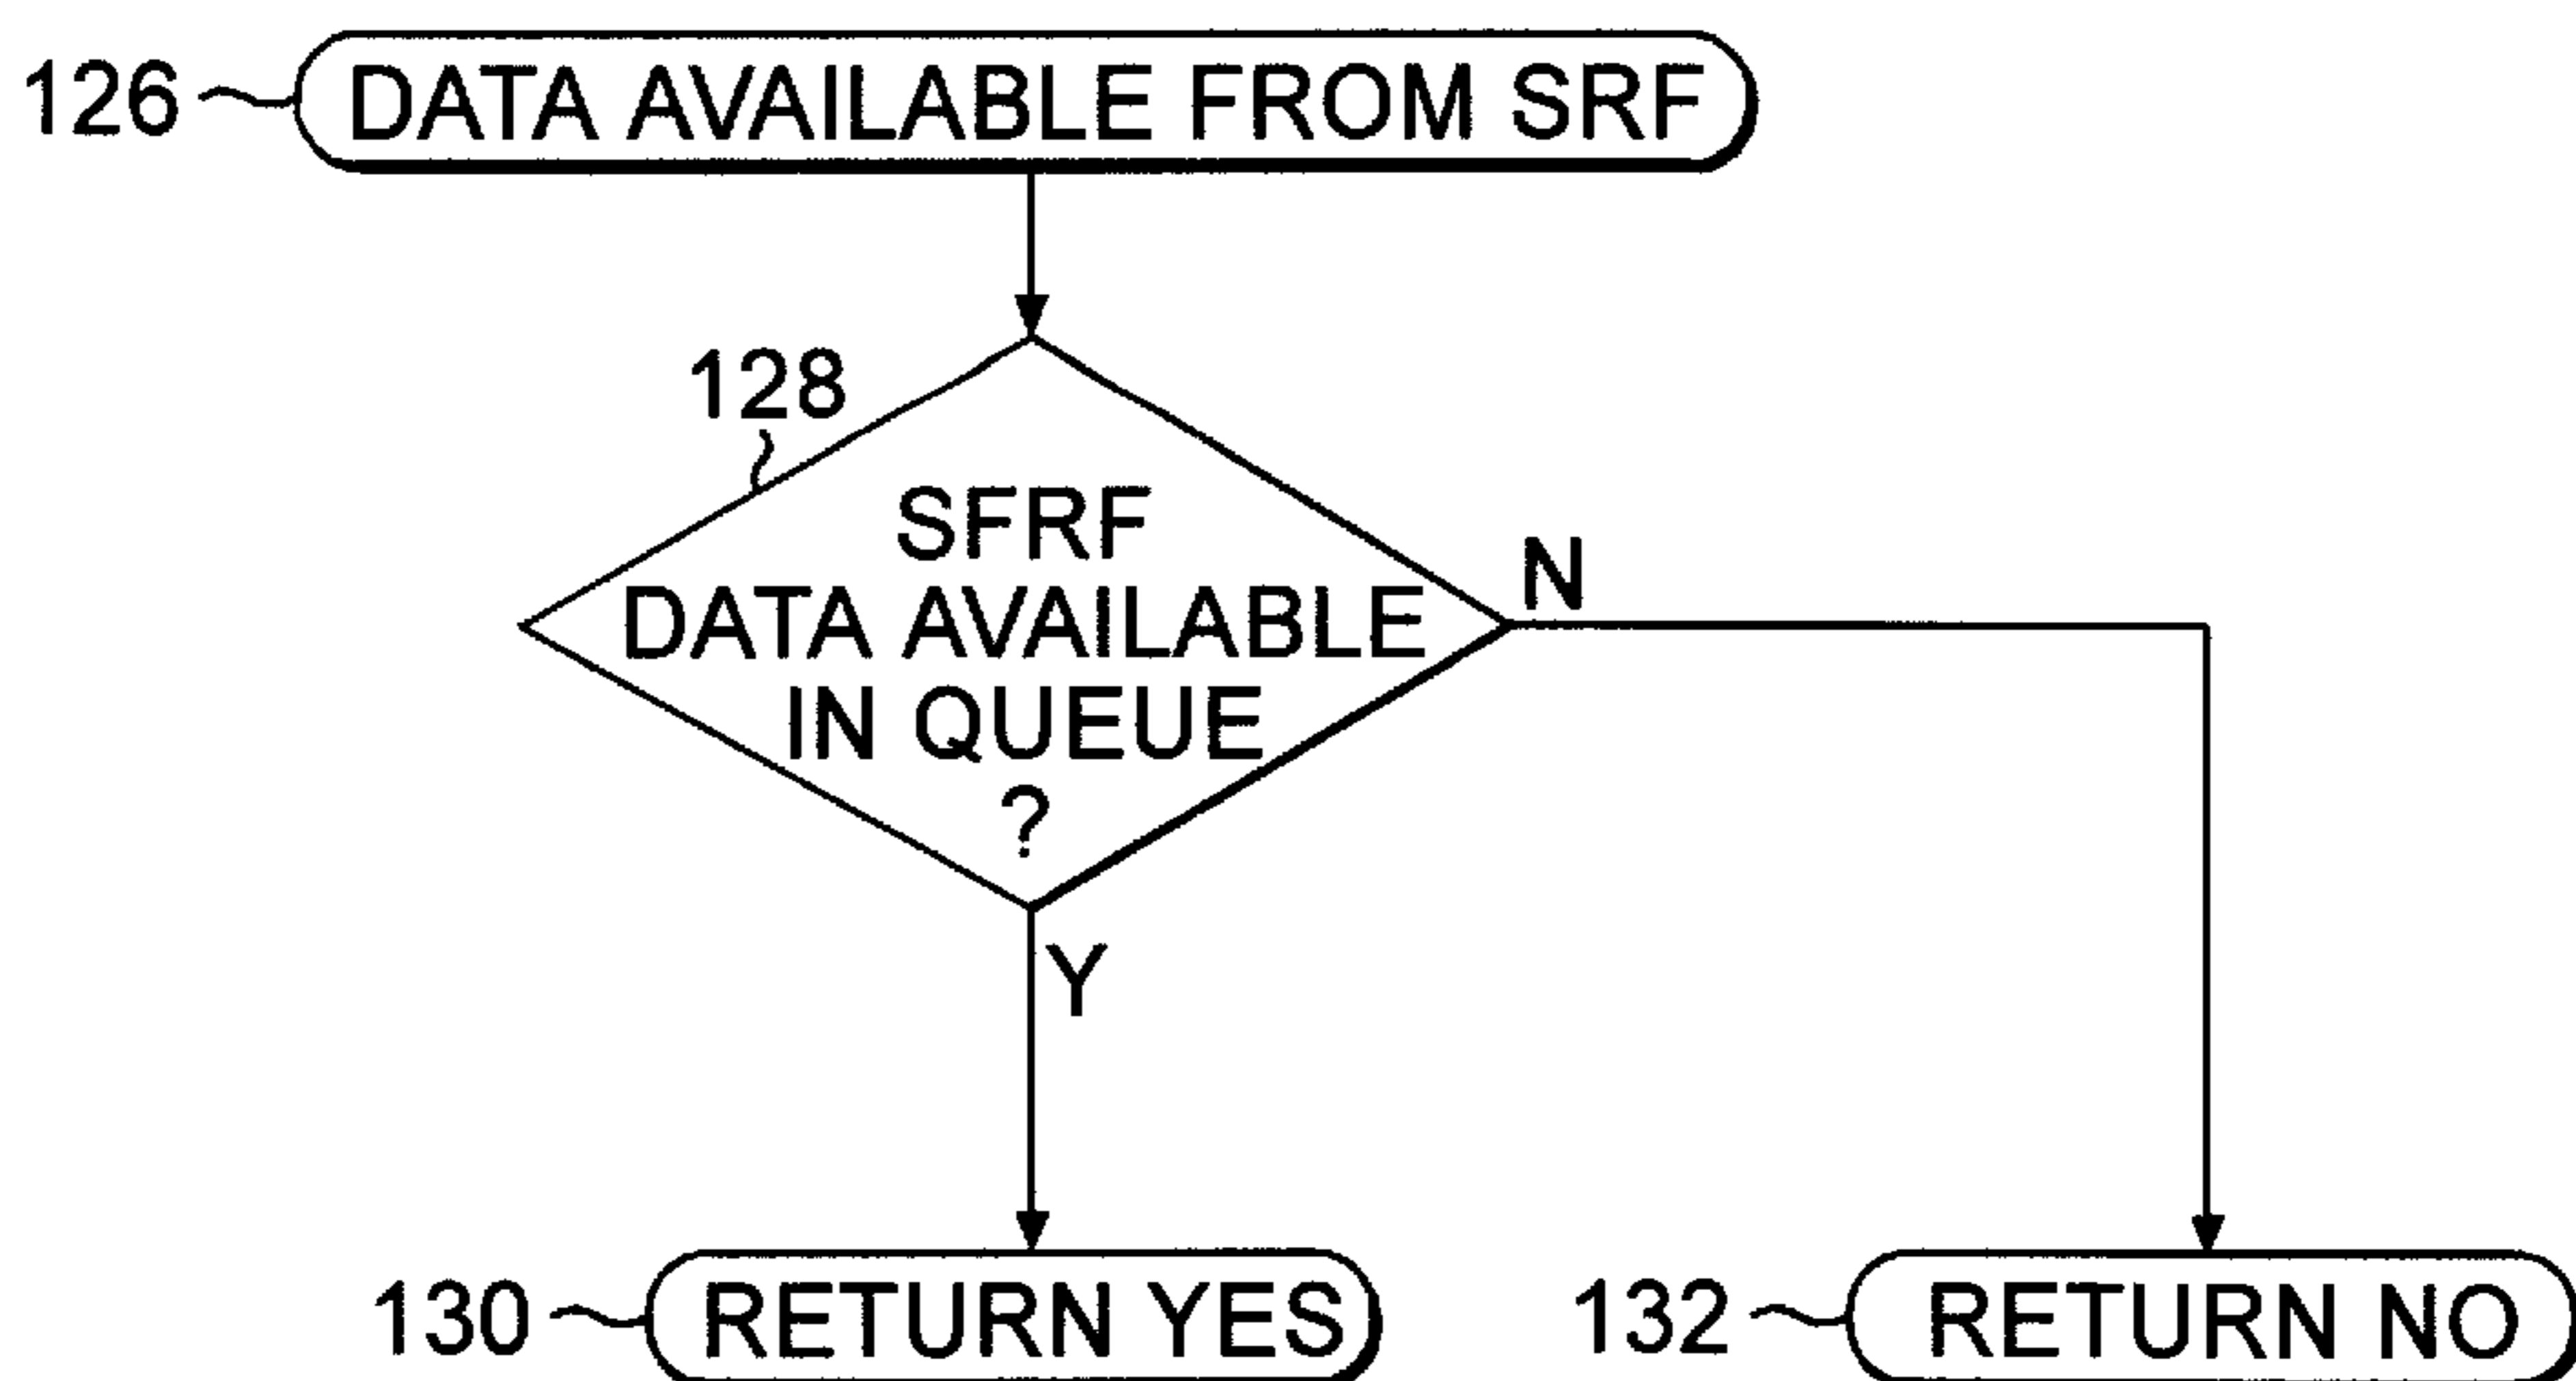 126
DATA AVAILABLE FROM SRF
128
SFRF
DATA AVAILABLE
IN QUEUE
?
N
Y
130
RETURN YES
132
RETURN NO